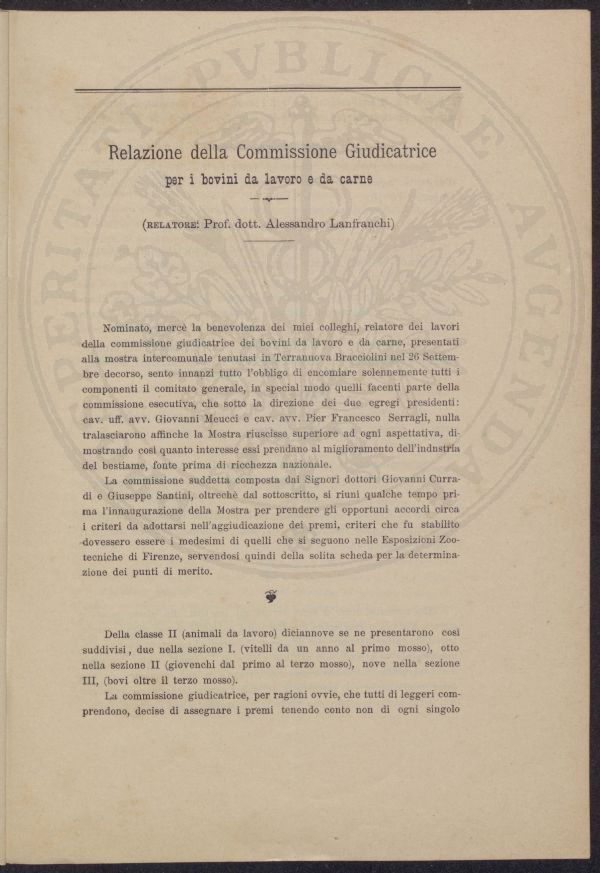 Relazione della Commissione Giudicatrice
per i bovini da lavoro e da carne
(RELATORE: Prof. dott. Alessandro Lanfranchi)
Nominato, mercè la benevolenza dei miei colleghi, relatore dei lavori
della commissione giudicatrice dei bovini da lavoro e da carne, presentati
alla mostra intercomunale tenutasi in Terranuova Bracciolini nel 26 Settem-
bre decorso, sento innanzi tutto l'obbligo di encomiare solennemente tutti i
componenti il comitato generale, in special modo quelli facenti parte della
commissione esecutiva, che sotto la direzione dei due egregi presidenti:
cav. uff. avv. Giovanni Meucci e cav. avv. Pier Francesco Serragli, nulla
tralasciarono affinche la Mostra riuscisse superiore ad ogni aspettativa, di-
mostrando così quanto interesse essi prendano al miglioramento dell'industria
del bestiame, fonte prima di ricchezza nazionale.
La commissione suddetta composta dai Signori dottori Giovanni Curra-
di e Giuseppe Santini, oltrechè dal sottoscritto, si riunì qualche tempo pri-
ma l'innaugurazione della Mostra per prendere gli opportuni accordi circa
i criteri da adottarsi nell'aggiudicazione dei premi, criteri che fu stabilito
dovessero essere i medesimi di quelli che si seguono nelle Esposizioni Zoo-
tecniche di Firenze, servendosi quindi della solita scheda per la determina-
zione dei punti di merito.
Della classe II (animali da lavoro) diciannove se ne presentarono così
suddivisi, due nella sezione I. (vitelli da un anno al primo mosso), otto
nella sezione II (giovenchi dal primo al terzo mosso), nove nella sezione
III, (bovi oltre il terzo mosso).
La commissione giudicatrice, per ragioni ovvie, che tutti di leggeri com-
prendono, decise di assegnare i premi tenendo conto non di ogni singolo
PERITATI PVBLICAE AVGENDA